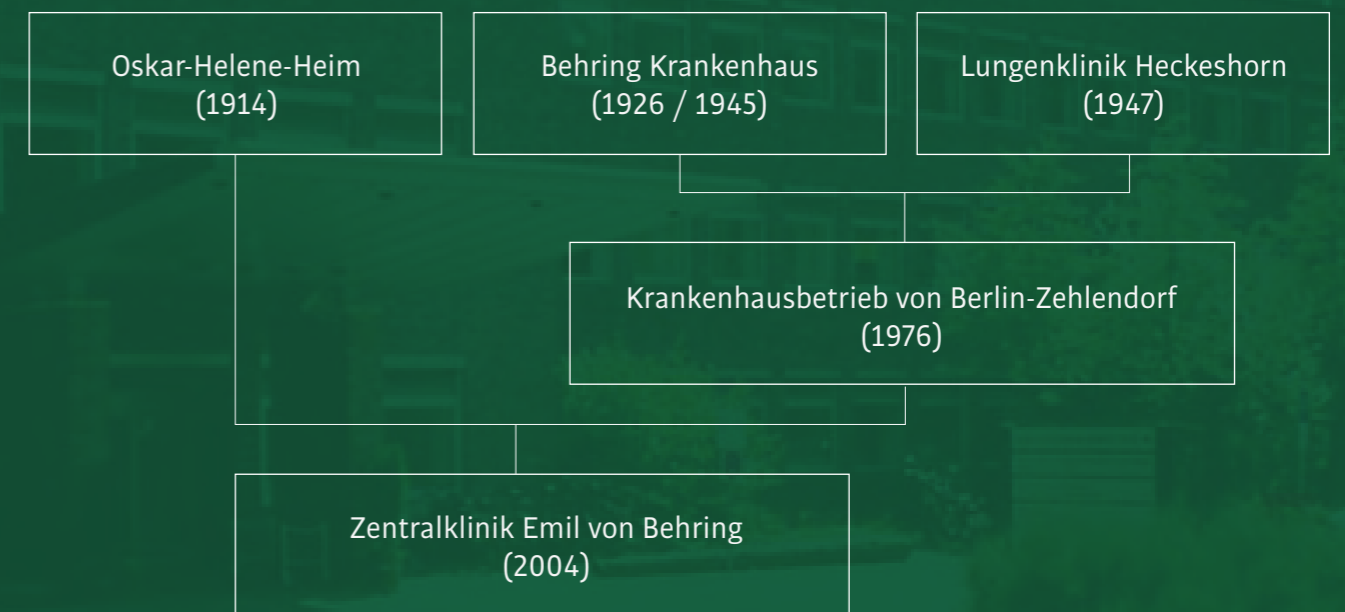 Oskar-Helene-Heim
(1914)
Behring Krankenhaus
(1926 / 1945)
Lungenklinik Heckeshorn
(1947)
Krankenhausbetrieb von Berlin-Zehlendorf
(1976)
Zentralklinik Emil von Behring
(2004)